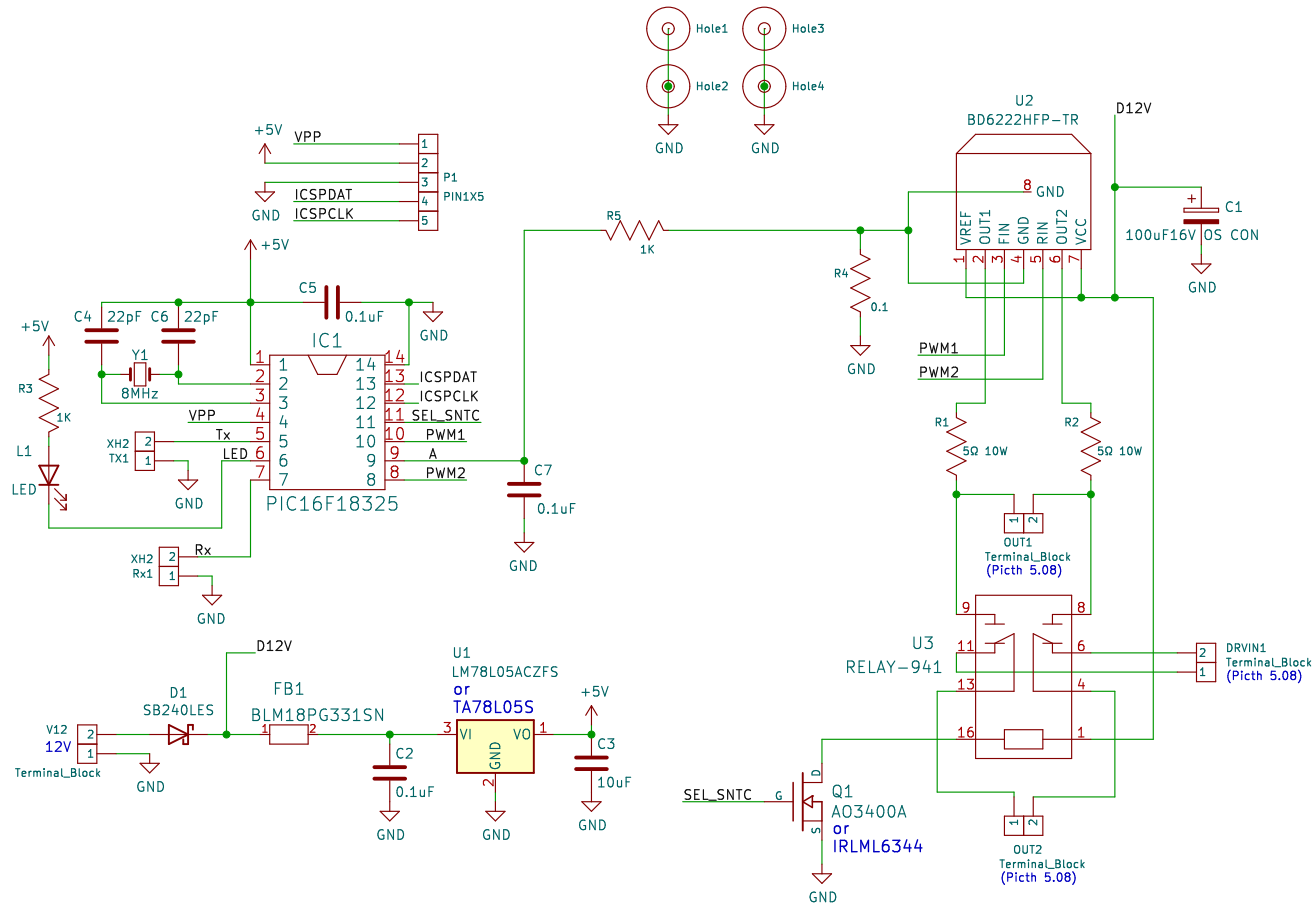 Hole1
Hole3
Hole2
Hole4
GND
GND
U2
BD6222HFP-TR
D12V
8 GND
VREF
OUT1
FIN
GND
RIN
OUT2
VCC
1 2 3 4 5 6 7
+
C1
100uF16V OS CON
GND
+5V
VPP
1
2
3
4
5
P1
PIN1X5
GND
ICSPDAT
ICSPCLK
+5V
R5
1K
R4
0.1
GND
PWM1
PWM2
C5
0.1uF
GND
C4
22pF
C6
22pF
+5V
Y1
8MHz
R3
1K
L1
LED
IC1
1 1 14 14
2 2 13 13 ICSPDAT
3 3 12 12 ICSPCLK
VPP 4 4 11 11 SEL_SNTC
Tx 5 5 10 10 PWM1
LED 6 6 9 9 A
7 7 8 8 PWM2
PIC16F18325
XH2
TX1
2
1
GND
XH2
Rx1
2
1
Rx
GND
C7
0.1uF
GND
R1
5Ω 10W
R2
5Ω 10W
1 2
OUT1
Terminal_Block
(Picth 5.08)
U3
RELAY-941
9
8
11
6
13
4
16
1
2
1
DRVIN1
Terminal_Block
(Picth 5.08)
D12V
D1
SB240LES
FB1
BLM18PG331SN
1
2
V12
12V
2
1
Terminal_Block
GND
U1
LM78L05ACZFS
or
TA78L05S
3
VI
VO
1
GND
2
GND
C2
0.1uF
GND
+5V
C3
10uF
GND
SEL_SNTC
G
D
S
Q1
AO3400A
or
IRLML6344
GND
1 2
OUT2
Terminal_Block
(Picth 5.08)